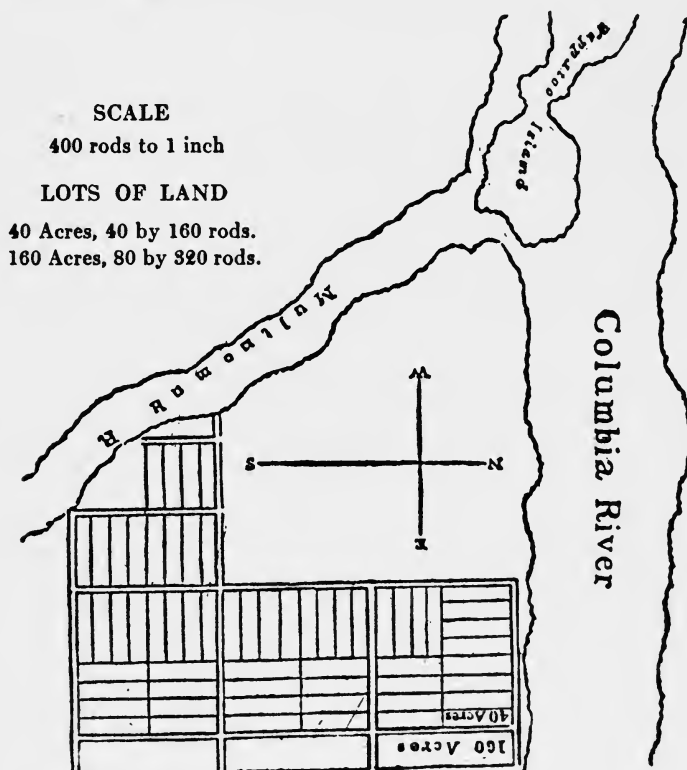 SCALE
400 rods to 1 inch
LOTS OF LAND
40 Acres, 40 by 160 rods.
160 Acres, 80 by 320 rods.
Wappatoo
Island
Multnomah R
Columbia River
W
S
N
E
40 Acres
160 Acres